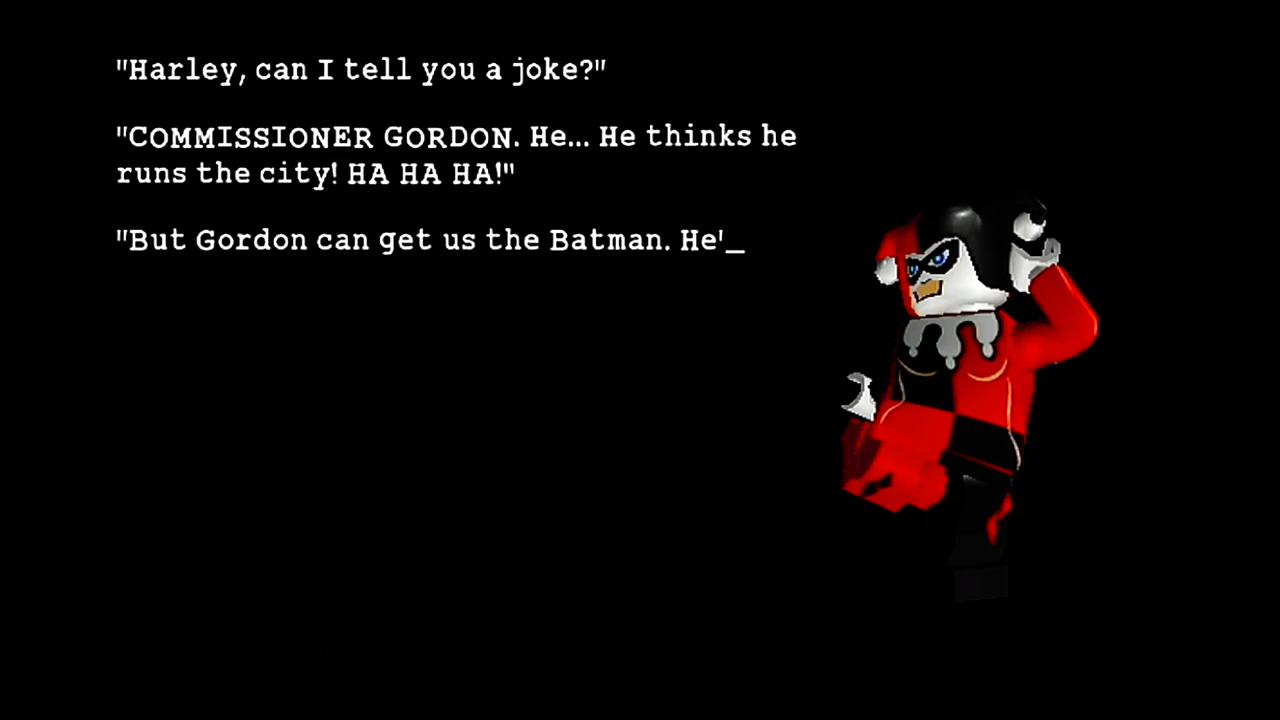 "Harley, can I tell you a joke?"
"COMMISSIONER GORDON. He... He thinks he
runs the city! HA HA HA!"
"But Gordon can get us the Batman. He'_